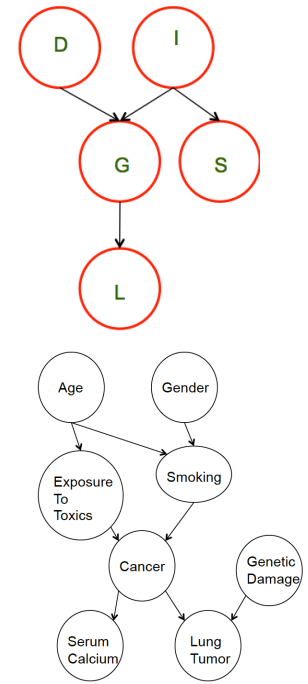 D
I
G
S
L
Age
Gender
Exposure
To
Toxics
Smoking
Cancer
Genetic
Damage
Serum
Calcium
Lung
Tumor